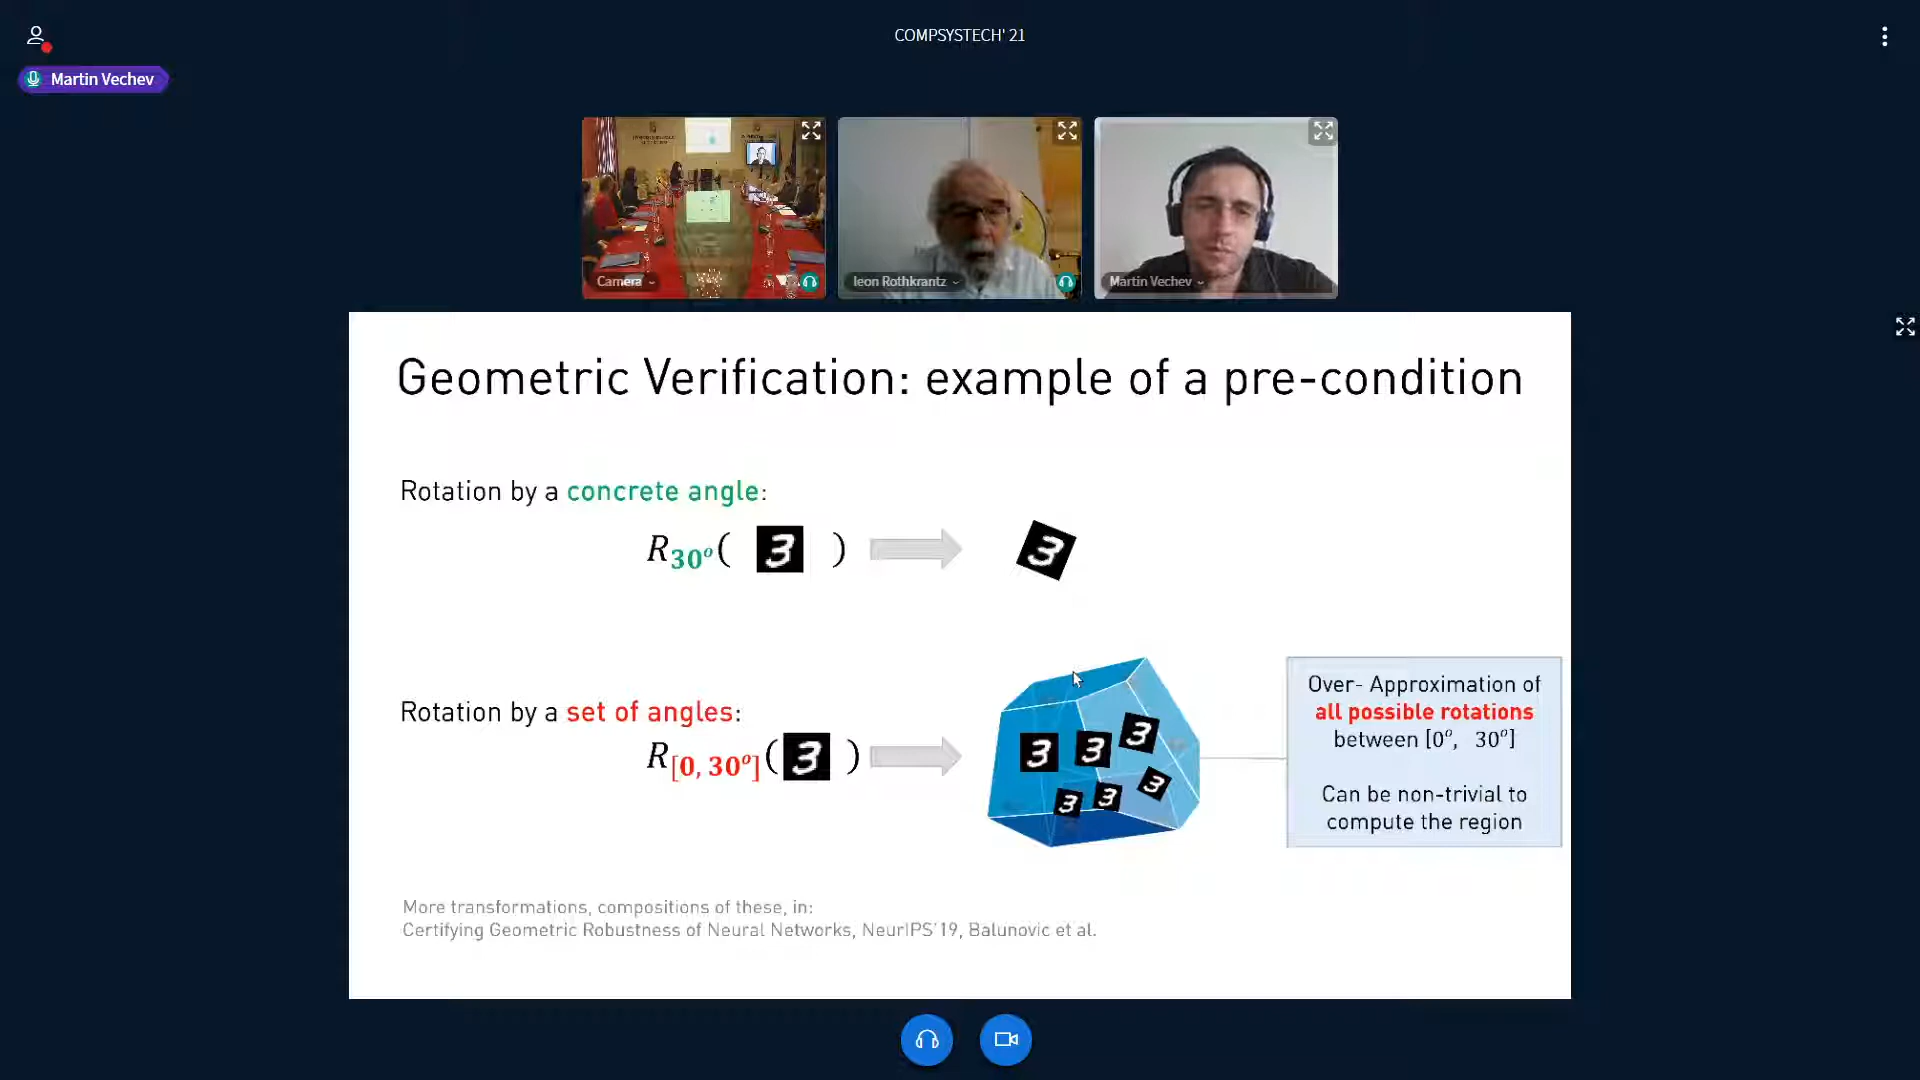 COMPSYSTECH' 21
Martin Vechev
Camera
leon Rothkrantz
Martin Vechev
Geometric Verification: example of a pre-condition
Rotation by a concrete angle:
R30°( 3 )
3
Rotation by a set of angles:
R[0, 30°](3 )
3 3 3
3 3 3
Over- Approximation of
all possible rotations
between [0°, 30°]
Can be non-trivial to
compute the region
More transformations, compositions of these, in:
Certifying Geometric Robustness of Neural Networks, NeurIPS'19, Balunovic et al.